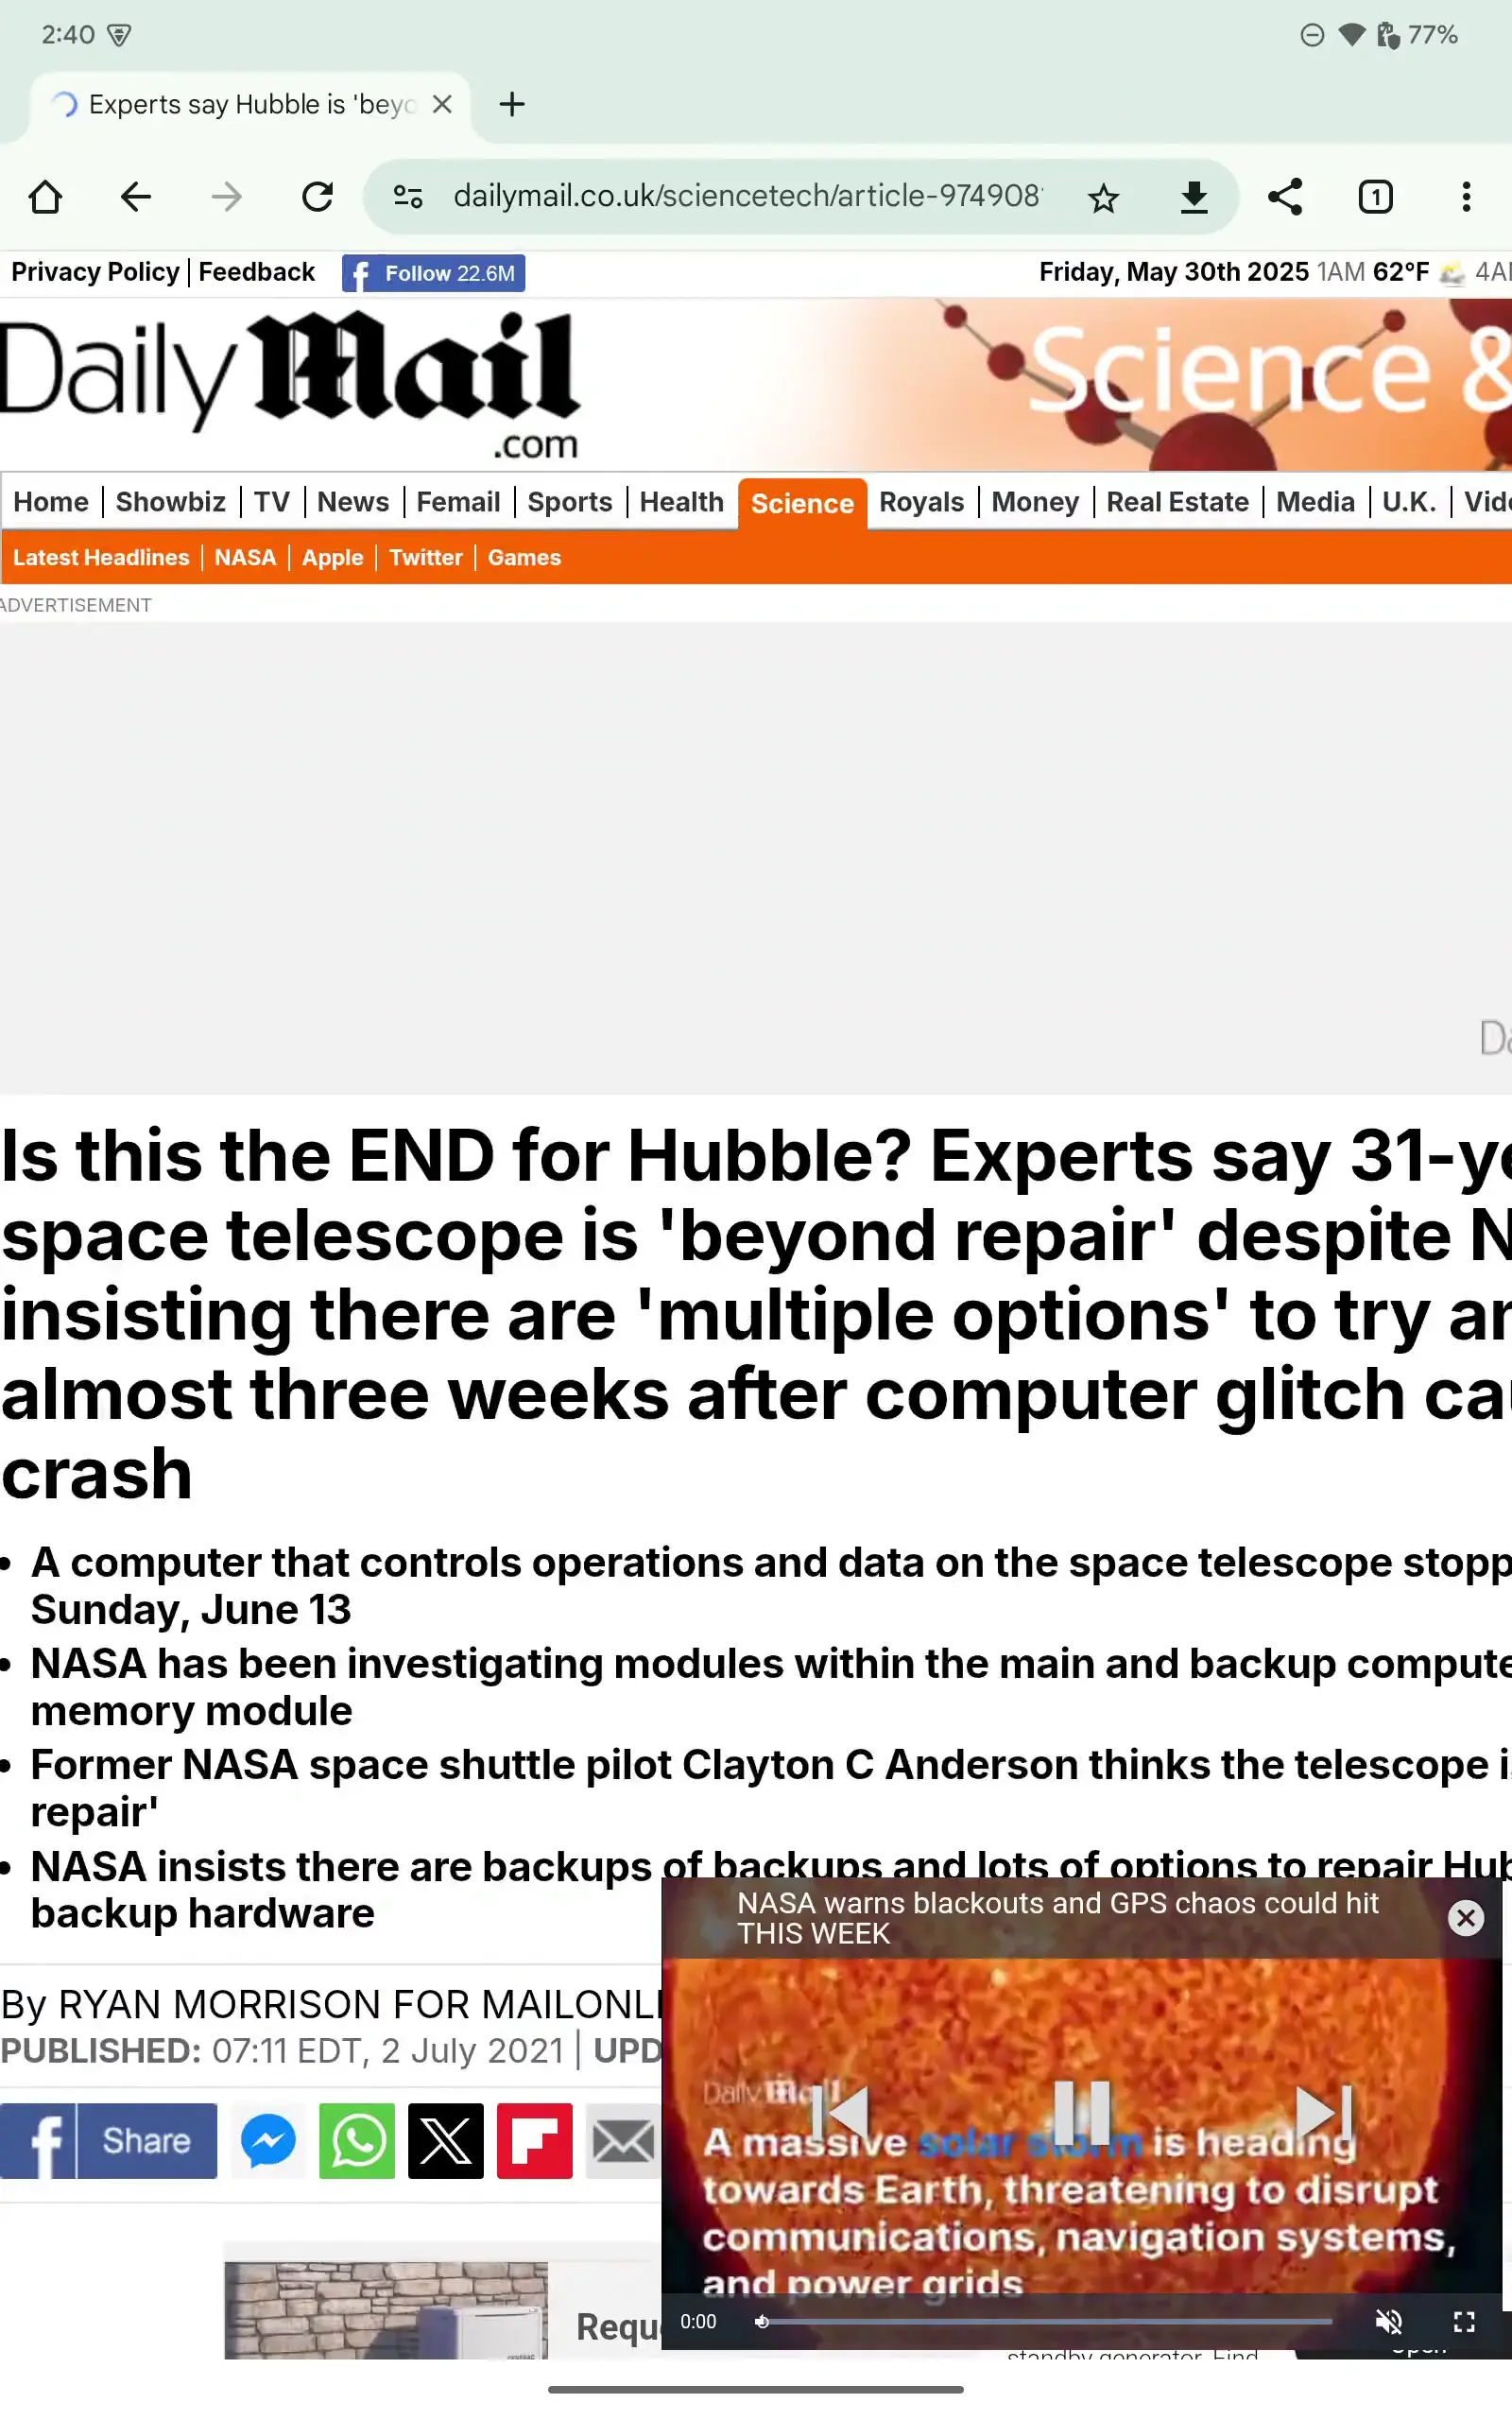 2:40 77%
Experts say Hubble is 'beyo
dailymail.co.uk/sciencetech/article-974908
1
Privacy Policy | Feedback Follow 22.6M Friday, May 30th 2025 1AM 62°F 4A
Daily Mail
.com
Science &
Home | Showbiz | TV | News | Femail | Sports | Health Science Royals | Money | Real Estate | Media | U.K. | Vid
Latest Headlines | NASA | Apple | Twitter | Games
ADVERTISEMENT
Da
Is this the END for Hubble? Experts say 31-ye
space telescope is 'beyond repair' despite N
insisting there are 'multiple options' to try an
almost three weeks after computer glitch cau
crash
• A computer that controls operations and data on the space telescope stopp
Sunday, June 13
• NASA has been investigating modules within the main and backup compute
memory module
• Former NASA space shuttle pilot Clayton C Anderson thinks the telescope i
repair'
• NASA insists there are backups of backups and lots of options to repair Hub
backup hardware
NASA warns blackouts and GPS chaos could hit
THIS WEEK
By RYAN MORRISON FOR MAILONLI
PUBLISHED: 07:11 EDT, 2 July 2021 | UPD
Share
Daily Mail
A massive solar storm is heading
towards Earth, threatening to disrupt
communications, navigation systems,
and power grids
0:00
Requ
standby generator. Find
Open